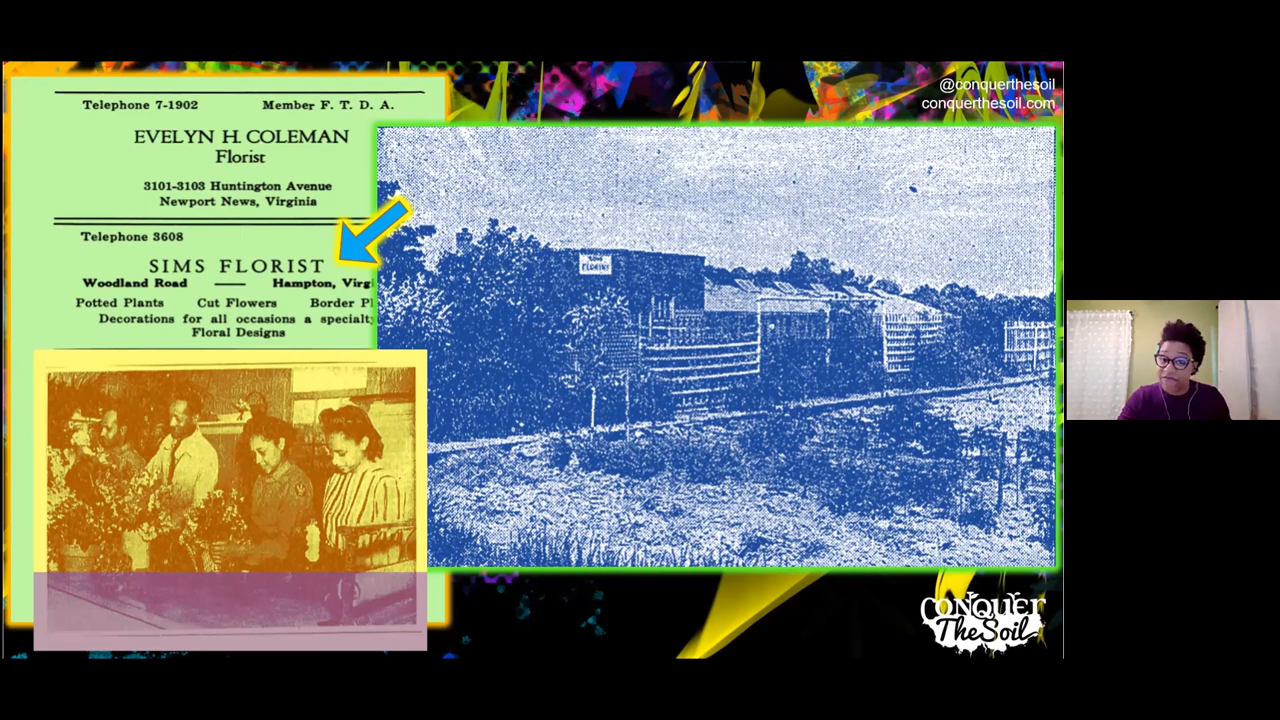 @conquerthesoil
conquerthesoil.com
Telephone 7-1902 Member F. T. D. A.
EVELYN H. COLEMAN
Florist
3101-3103 Huntington Avenue
Newport News, Virginia
Telephone 3608
SIMS FLORIST
Woodland Road — Hampton, Virgi
Potted Plants Cut Flowers Border Pl
Decorations for all occasions a specialty
Floral Designs
SIMS
FLORIST
CONQUER
The Soil